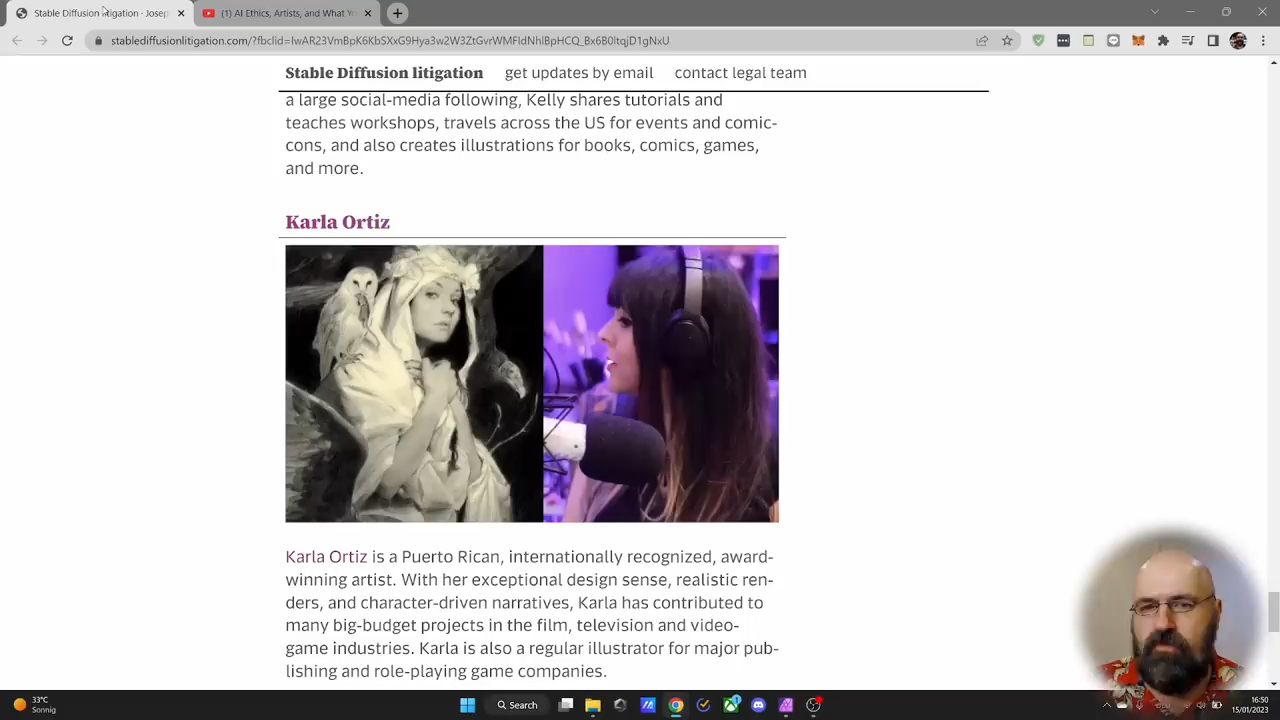 Stable Diffusion litigation · Josep
(1) AI Ethics, Artists, and What Yo
stablediffusionlitigation.com/?fbclid=IwAR23VmBpK6KbSXxG9Hya3w2W3ZtGvrWMFIdNhlBpHCQ_Bx6B0ltqjD1gNxU
Stable Diffusion litigation get updates by email contact legal team
a large social-media following, Kelly shares tutorials and
teaches workshops, travels across the US for events and comic-
cons, and also creates illustrations for books, comics, games,
and more.
Karla Ortiz
Karla Ortiz is a Puerto Rican, internationally recognized, award-
winning artist. With her exceptional design sense, realistic ren-
ders, and character-driven narratives, Karla has contributed to
many big-budget projects in the film, television and video-
game industries. Karla is also a regular illustrator for major pub-
lishing and role-playing game companies.
33°C
Sonnig
Search
16:50
15/01/2023